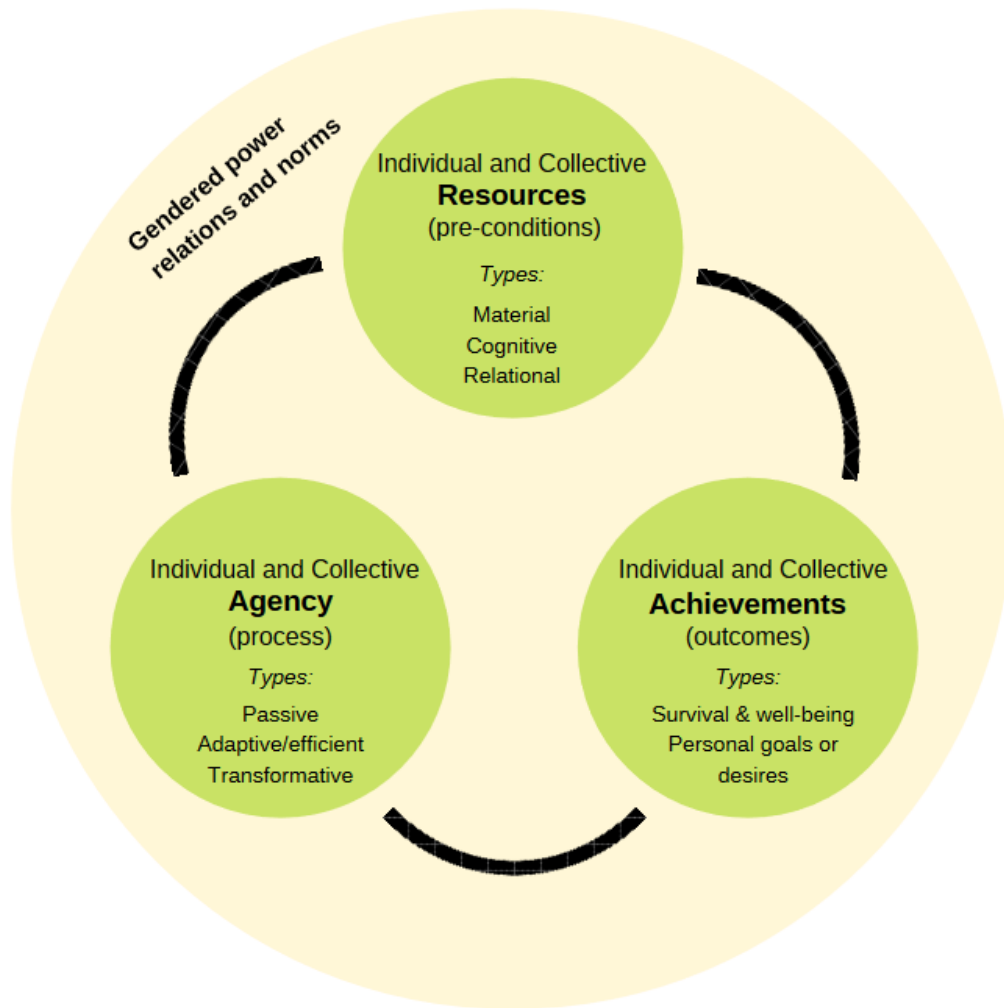 Gendered power
relations and norms
Individual and Collective
Resources
(pre-conditions)
Types:
Material
Cognitive
Relational
Individual and Collective
Agency
(process)
Types:
Passive
Adaptive/efficient
Transformative
Individual and Collective
Achievements
(outcomes)
Types:
Survival & well-being
Personal goals or
desires